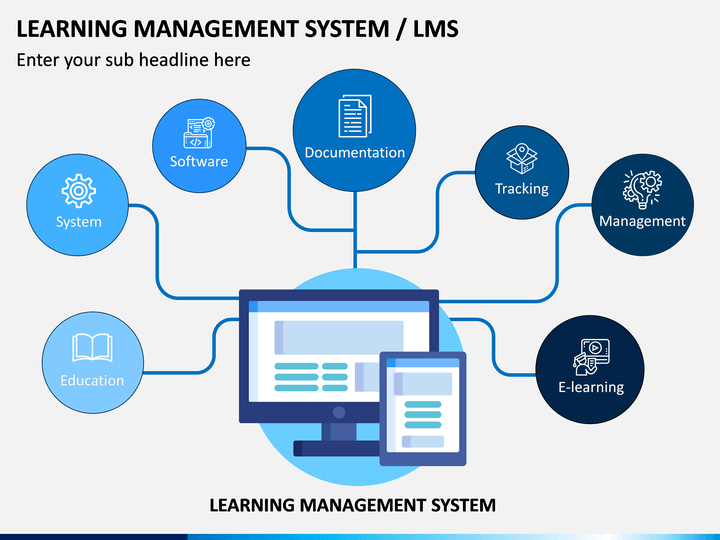 LEARNING MANAGEMENT SYSTEM / LMS
Enter your sub headline here
Documentation
Software
Tracking
System
Management
Education
E-learning
LEARNING MANAGEMENT SYSTEM